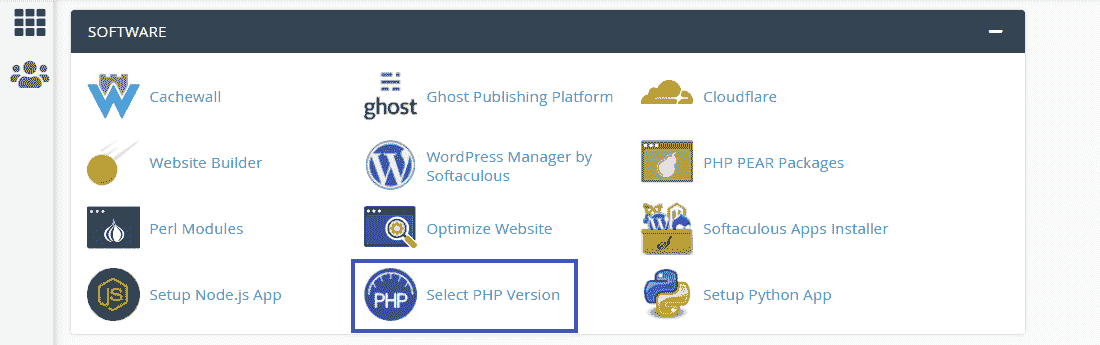 SOFTWARE
Cachewall
ghost
Ghost Publishing Platform
Cloudflare
Website Builder
WordPress Manager by
Softaculous
PHP PEAR Packages
Perl Modules
Optimize Website
Softaculous Apps Installer
JS
Setup Node.js App
PHP
Select PHP Version
Setup Python App